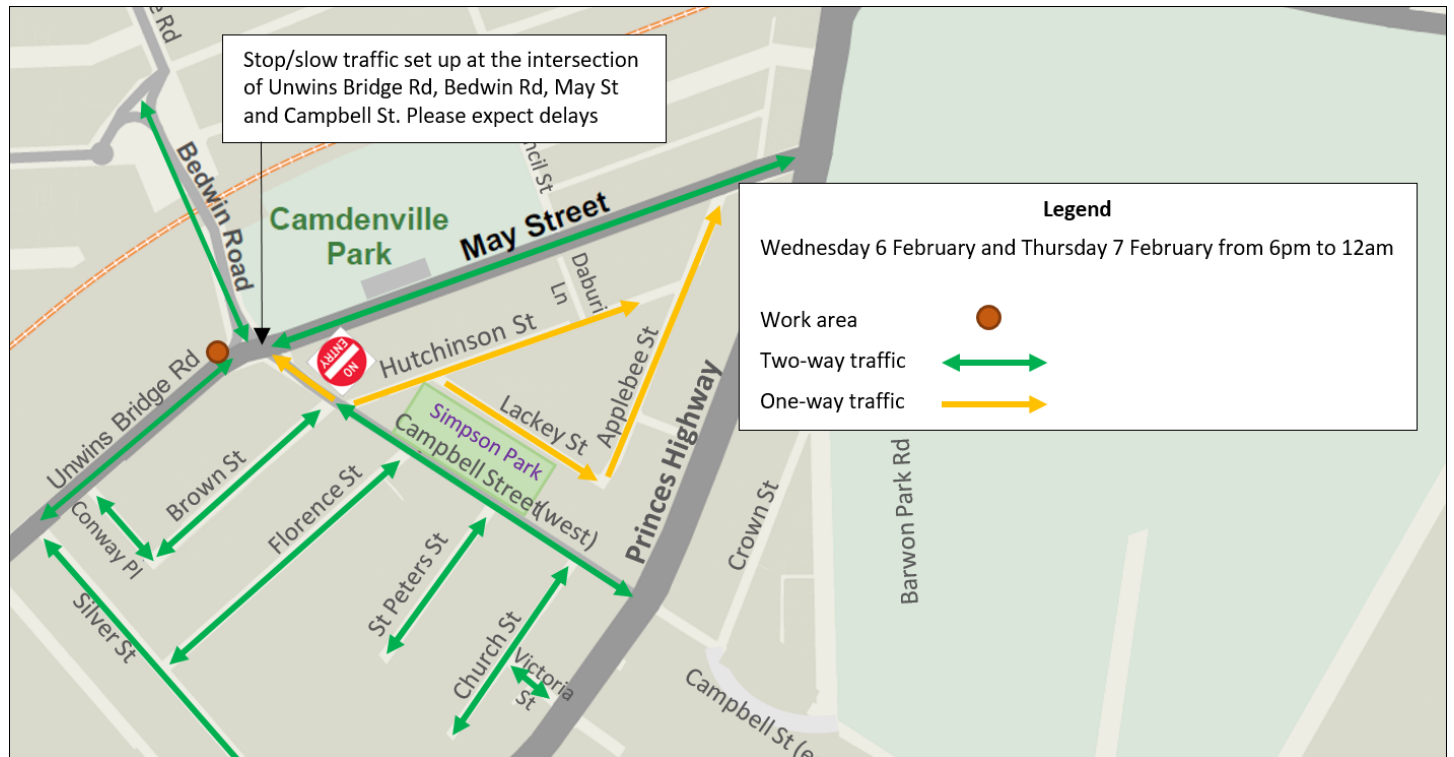 e Rd
Stop/slow traffic set up at the intersection
of Unwins Bridge Rd, Bedwin Rd, May St
and Campbell St. Please expect delays
Bedwin Road
ncil St
Camdenville
Park
May Street
Legend
Wednesday 6 February and Thursday 7 February from 6pm to 12am
Work area
Two-way traffic
One-way traffic
Daburi
Ln
NO
ENTRY
Hutchinson St
Unwins Bridge Rd
Applebee St
Lackey St
Simpson Park
Campbell Street(west)
Princes Highway
Brown St
Florence St
Conway Pl
Silver St
St Peters St
Church St
Victoria
St
Crown St
Barwon Park Rd
Campbell St (e